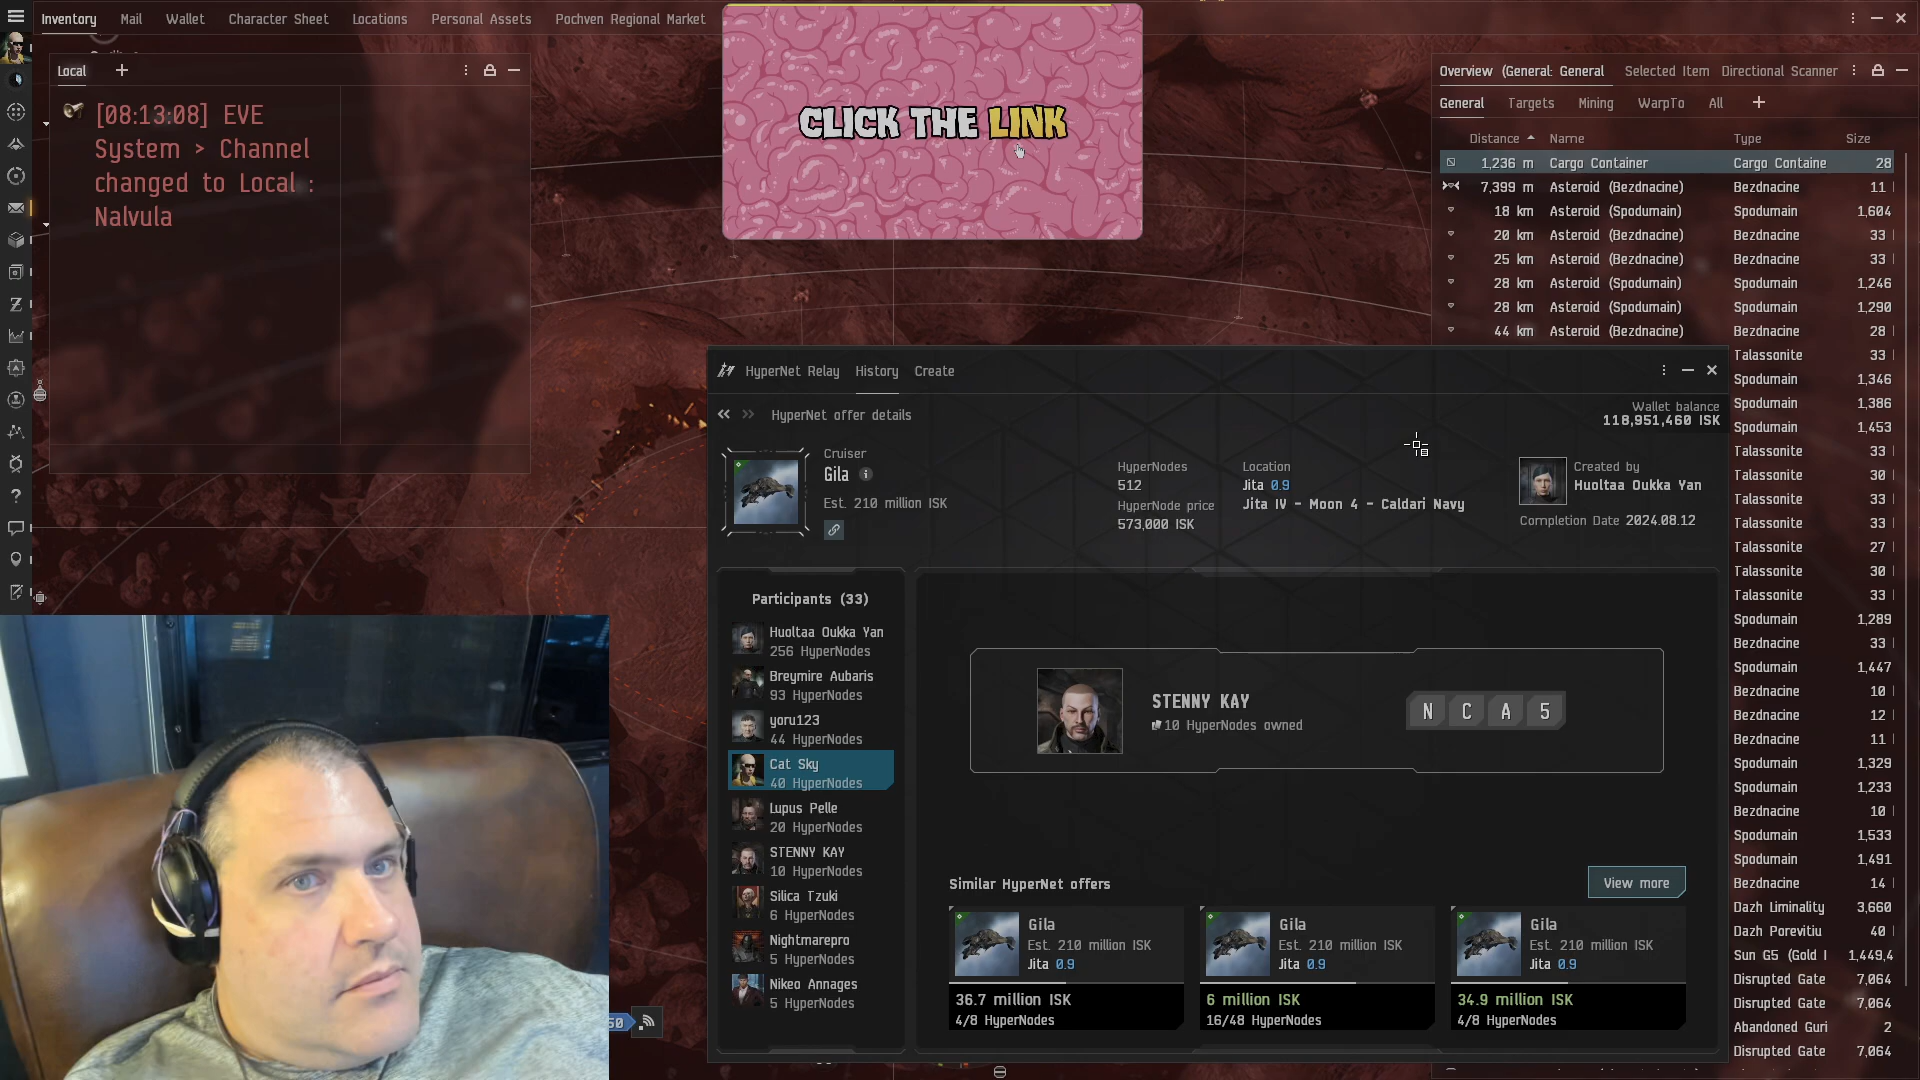 Inventory Mail Wallet Character Sheet Locations Personal Assets Pochven Regional Market
Local
[08:13:08] EVE
System > Channel
changed to Local :
Nalvula
CLICK THE LINK
Overview (General: General Selected Item Directional Scanner
General Targets Mining WarpTo All
Distance Name Type Size
1,236 m Cargo Container Cargo Containe 28
7,399 m Asteroid (Bezdnacine) Bezdnacine 11
18 km Asteroid (Spodumain) Spodumain 1,604
20 km Asteroid (Bezdnacine) Bezdnacine 33
25 km Asteroid (Bezdnacine) Bezdnacine 33
28 km Asteroid (Spodumain) Spodumain 1,246
28 km Asteroid (Spodumain) Spodumain 1,290
44 km Asteroid (Bezdnacine) Bezdnacine 28
Talassonite 33
Spodumain 1,346
Spodumain 1,386
Spodumain 1,453
Talassonite 33
Talassonite 30
Talassonite 33
Talassonite 33
Talassonite 27
Talassonite 30
Talassonite 33
Spodumain 1,289
Bezdnacine 33
Spodumain 1,447
Bezdnacine 10
Bezdnacine 12
Bezdnacine 11
Spodumain 1,329
Spodumain 1,233
Bezdnacine 10
Spodumain 1,533
Spodumain 1,491
Bezdnacine 14
Dazh Liminality 3,660
Dazh Porevitiu 40
Sun G5 (Gold 1,449,4
Disrupted Gate 7,064
Disrupted Gate 7,064
Abandoned Guri 2
Disrupted Gate 7,064
HyperNet Relay History Create
HyperNet offer details
Wallet balance
118,951,460 ISK
Cruiser
Gila
Est. 210 million ISK
HyperNodes
512
HyperNode price
573,000 ISK
Location
Jita 0.9
Jita IV - Moon 4 - Caldari Navy
Created by
Huoltaa Oukka Yan
Completion Date 2024.08.12
Participants (33)
Huoltaa Oukka Yan
256 HyperNodes
Breymire Aubaris
93 HyperNodes
yoru123
44 HyperNodes
Cat Sky
40 HyperNodes
Lupus Pelle
20 HyperNodes
STENNY KAY
10 HyperNodes
Silica Tzuki
6 HyperNodes
Nightmarepro
5 HyperNodes
Nikeo Annages
5 HyperNodes
STENNY KAY
10 HyperNodes owned
N C A 5
Similar HyperNet offers
View more
Gila
Est. 210 million ISK
Jita 0.9
36.7 million ISK
4/8 HyperNodes
Gila
Est. 210 million ISK
Jita 0.9
6 million ISK
16/48 HyperNodes
Gila
Est. 210 million ISK
Jita 0.9
34.9 million ISK
4/8 HyperNodes